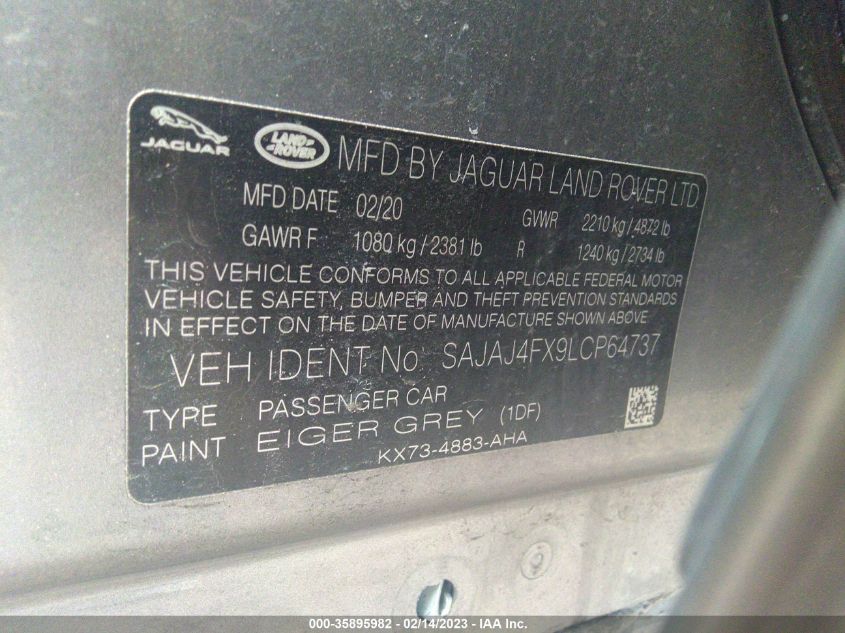 JAGUAR LAND ROVER MFD BY JAGUAR LAND ROVER LTD
MFD DATE 02/20 GVWR 2210 kg / 4872 lb
GAWR F 1080 kg / 2381 lb R 1240 kg / 2734 lb
THIS VEHICLE CONFORMS TO ALL APPLICABLE FEDERAL MOTOR
VEHICLE SAFETY, BUMPER AND THEFT PREVENTION STANDARDS
IN EFFECT ON THE DATE OF MANUFACTURE SHOWN ABOVE
VEH IDENT No SAJAJ4FX9LCP64737
TYPE PASSENGER CAR
PAINT EIGER GREY (1DF)
KX73-4883-AHA
000-35895982 - 02/14/2023 - IAA Inc.